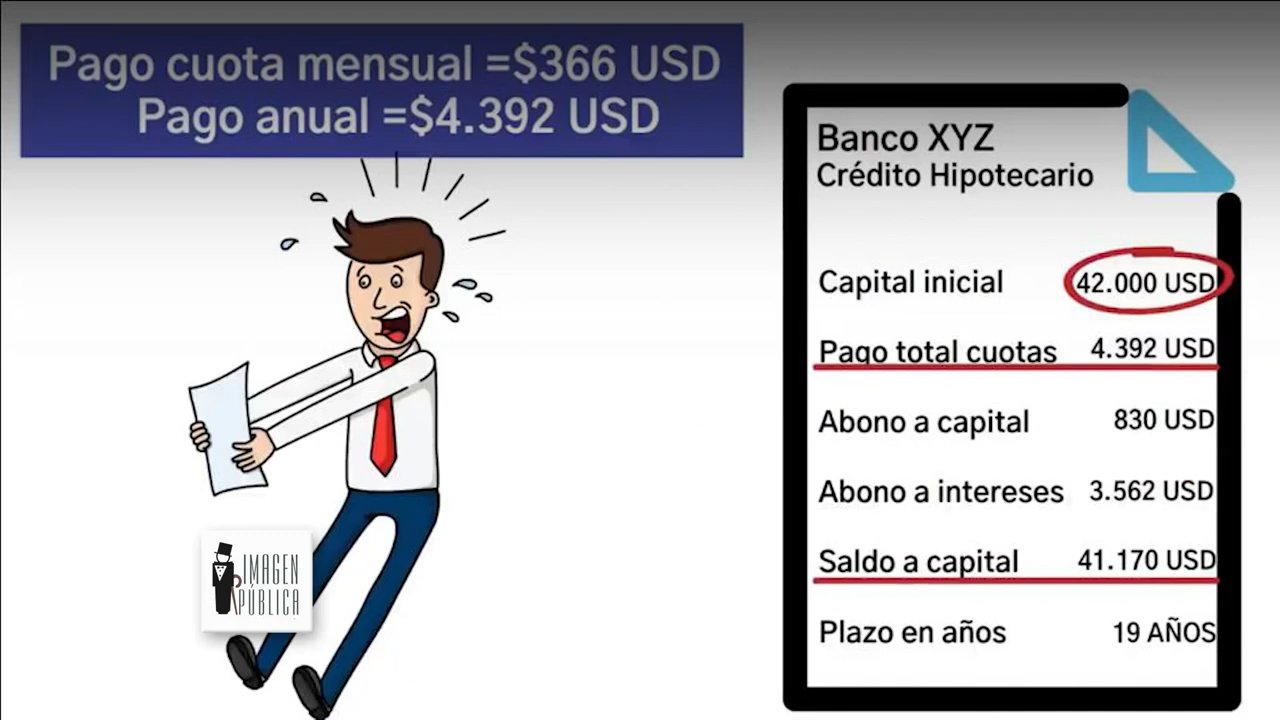 Pago cuota mensual =$366 USD
Pago anual =$4.392 USD
Banco XYZ
Crédito Hipotecario
Capital inicial 42.000 USD
Pago total cuotas 4.392 USD
Abono a capital 830 USD
Abono a intereses 3.562 USD
Saldo a capital 41.170 USD
Plazo en años 19 AÑOS
IMAGEN
PÚBLICA